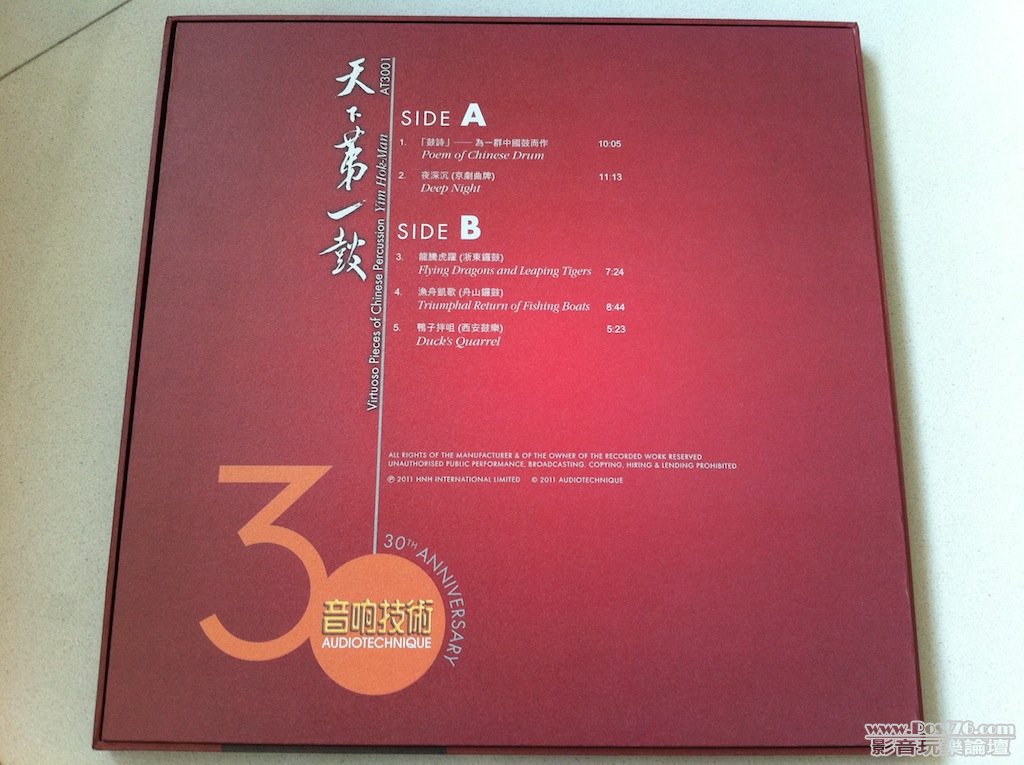 天下第一鼓
AT3001
Virtuoso Pieces of Chinese Percussion Yim Hok-Man
SIDE A
1. 「鼓詩」—— 為一群中國鼓而作 10:05
Poem of Chinese Drum
2. 夜深沉 (京劇曲牌) 11:13
Deep Night
SIDE B
3. 龍騰虎躍 (浙東鑼鼓)
Flying Dragons and Leaping Tigers 7:24
4. 漁舟凱歌 (舟山鑼鼓)
Triumphal Return of Fishing Boats 8:44
5. 鴨子拌咀 (西安鼓樂) 5:23
Duck's Quarrel
ALL RIGHTS OF THE MANUFACTURER & OF THE OWNER OF THE RECORDED WORK RESERVED
UNAUTHORISED PUBLIC PERFORMANCE, BROADCASTING, COPYING, HIRING & LENDING PROHIBITED.
℗ 2011 HNH INTERNATIONAL LIMITED © 2011 AUDIOTECHNIQUE
30
30TH ANNIVERSARY
音响技術
AUDIOTECHNIQUE
www.Post76.com
影音玩樂論壇